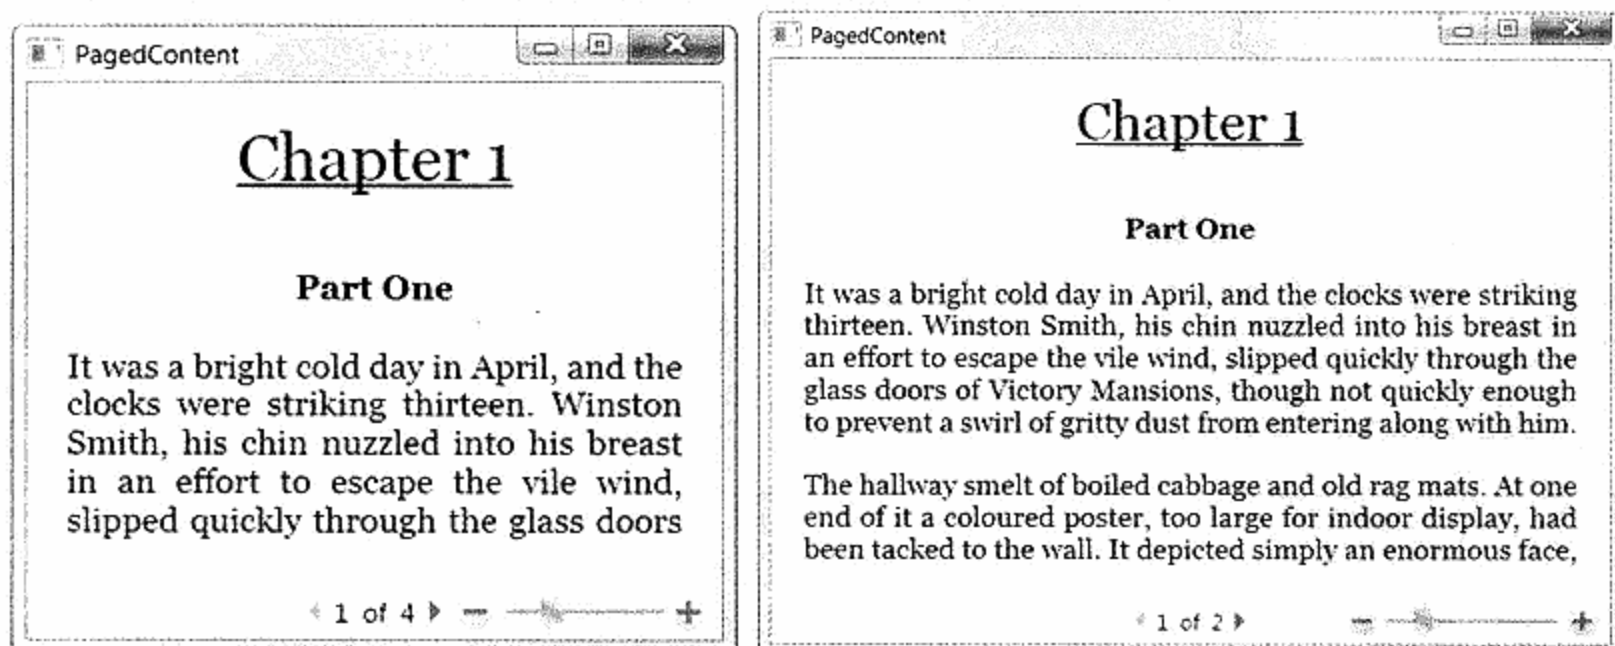 PagedContent
Chapter 1
Part One
It was a bright cold day in April, and the
clocks were striking thirteen. Winston
Smith, his chin nuzzled into his breast
in an effort to escape the vile wind,
slipped quickly through the glass doors
1 of 4
PagedContent
Chapter 1
Part One
It was a bright cold day in April, and the clocks were striking
thirteen. Winston Smith, his chin nuzzled into his breast in
an effort to escape the vile wind, slipped quickly through the
glass doors of Victory Mansions, though not quickly enough
to prevent a swirl of gritty dust from entering along with him.
The hallway smelt of boiled cabbage and old rag mats. At one
end of it a coloured poster, too large for indoor display, had
been tacked to the wall. It depicted simply an enormous face,
1 of 2